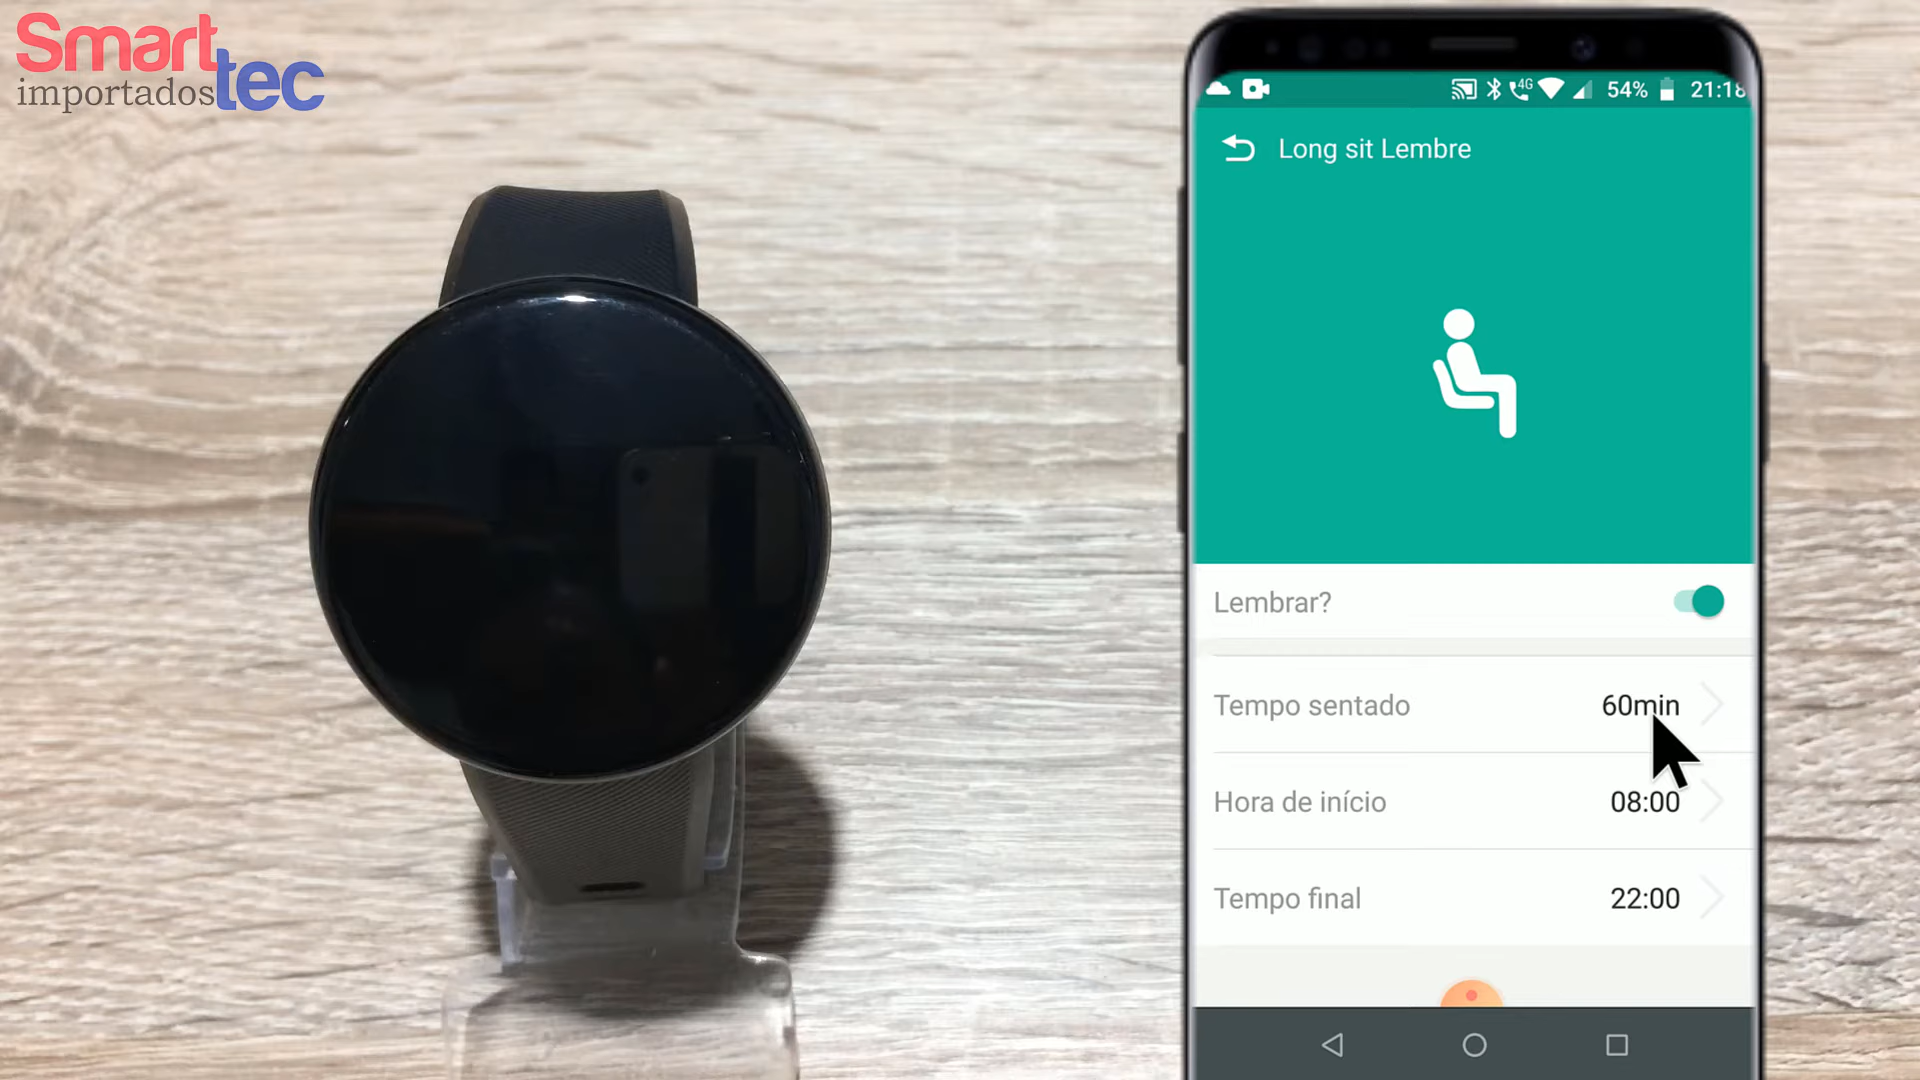 Smart
importados tec
4G 54% 21:18
Long sit Lembre
Lembrar?
Tempo sentado 60min
Hora de início 08:00
Tempo final 22:00